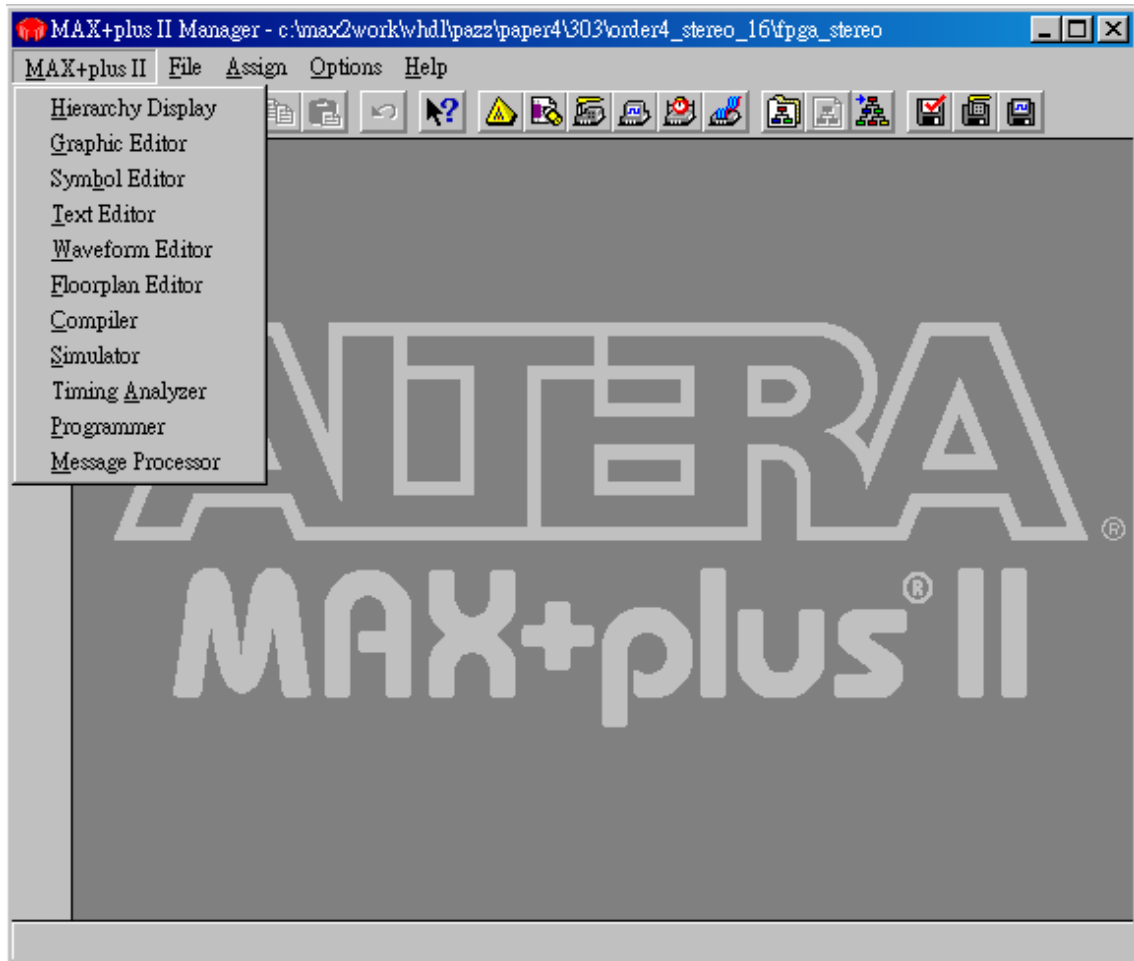 MAX+plus II Manager - c:\max2work\vhdl\pazz\paper4\303\order4_stereo_16\fpga_stereo
MAX+plus II File Assign Options Help
Hierarchy Display
Graphic Editor
Symbol Editor
Text Editor
Waveform Editor
Floorplan Editor
Compiler
Simulator
Timing Analyzer
Programmer
Message Processor
ALTERA®
MAX+plus® II